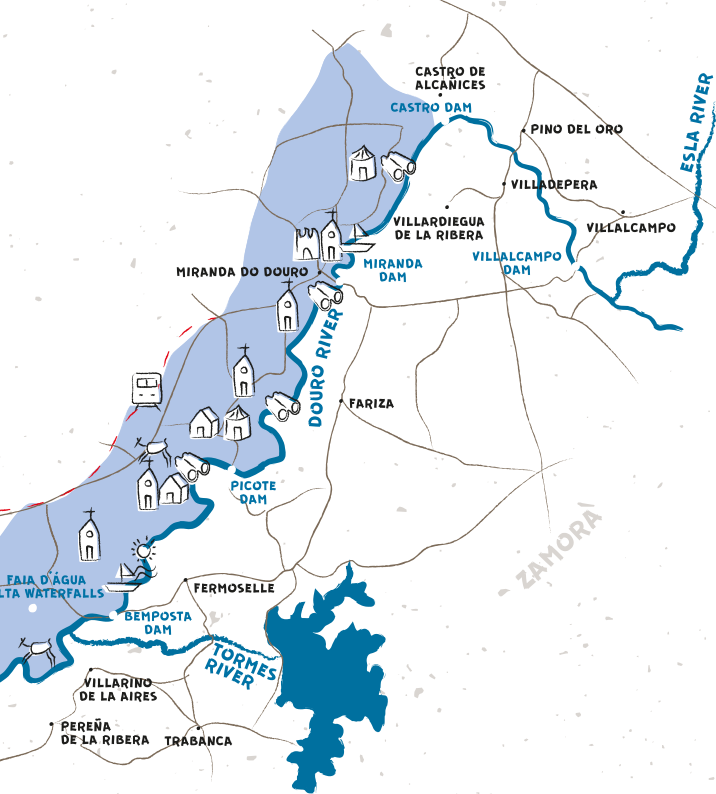 CASTRO DE
ALCAÑICES
CASTRO DAM
ESLA RIVER
PINO DEL ORO
VILLADEPERA
VILLARDIEGUA
DE LA RIBERA
VILLALCAMPO
MIRANDA DO DOURO
MIRANDA
DAM
VILLALCAMPO
DAM
DOURO RIVER
FARIZA
PICOTE
DAM
ZAMORA
FAIA D'ÁGUA
LTA WATERFALLS
FERMOSELLE
BEMPOSTA
DAM
TORMES
RIVER
VILLARINO
DE LA AIRES
PEREÑA
DE LA RIBERA
TRABANCA